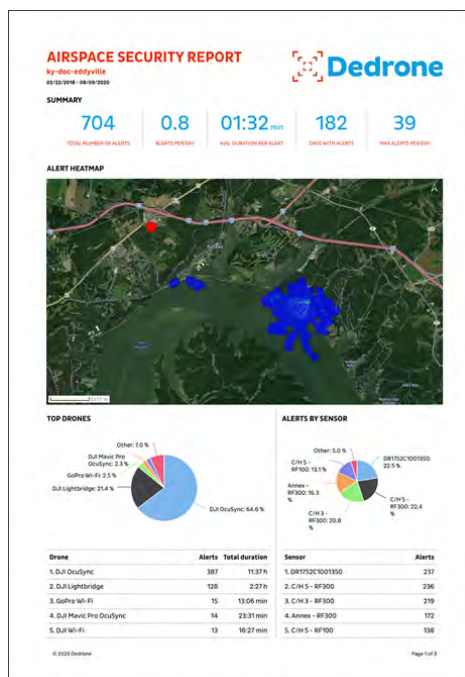 AIRSPACE SECURITY REPORT
ky-doc-eddyville
Dedrone
SUMMARY
704
0.8
01:32 min
182
39
TOTAL NUMBER OF ALERTS
ALERTS PER DAY
AVG. DURATION PER ALERT
DAYS WITH ALERTS
MAX ALERTS PER DAY
ALERT HEATMAP
TOP DRONES
Other: 7.0 %
DJI Mavic Pro
OcuSync: 2.3 %
GoPro Wi-Fi: 2.5 %
DJI Lightbridge: 21.4 %
DJI OcuSync: 64.6 %
ALERTS BY SENSOR
Other: 5.0 %
C/H 5 -
RF100: 13.1 %
Annex -
RF300: 16.3
%
C/H 3 -
RF300: 20.8
%
DR1752C1001350:
22.5 %
C/H 5 -
RF300: 22.4
%
Drone Alerts Total duration
1. DJI OcuSync 387 11:37 h
2. DJI Lightbridge 128 2:27 h
3. GoPro Wi-Fi 15 13:06 min
4. DJI Mavic Pro OcuSync 14 23:31 min
5. DJI Wi-Fi 13 16:27 min
Sensor Alerts
1. DR1752C1001350 237
2. C/H 5 - RF300 236
3. C/H 3 - RF300 219
4. Annex - RF300 172
5. C/H 5 - RF100 138
© 2020 Dedrone
Page 1 of 3